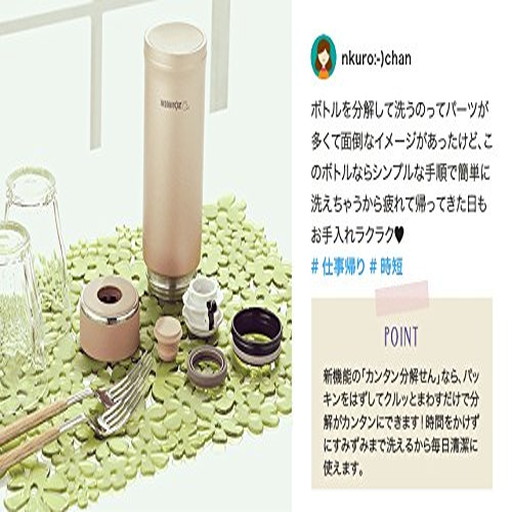 nkuro:-)chan
ボトルを分解して洗うのってパーツが
多くて面倒なイメージがあったけど、こ
のボトルならシンプルな手順で簡単に
洗えちゃうから疲れて帰ってきた日も
お手入れラクラク♥
# 仕事帰り # 時短
POINT
新機能の「カンタン分解せん」なら、パッ
キンをはずしてクルッとまわすだけで分
解がカンタンにできます！時間をかけず
にすみずみまで洗えるから毎日清潔に
使えます。